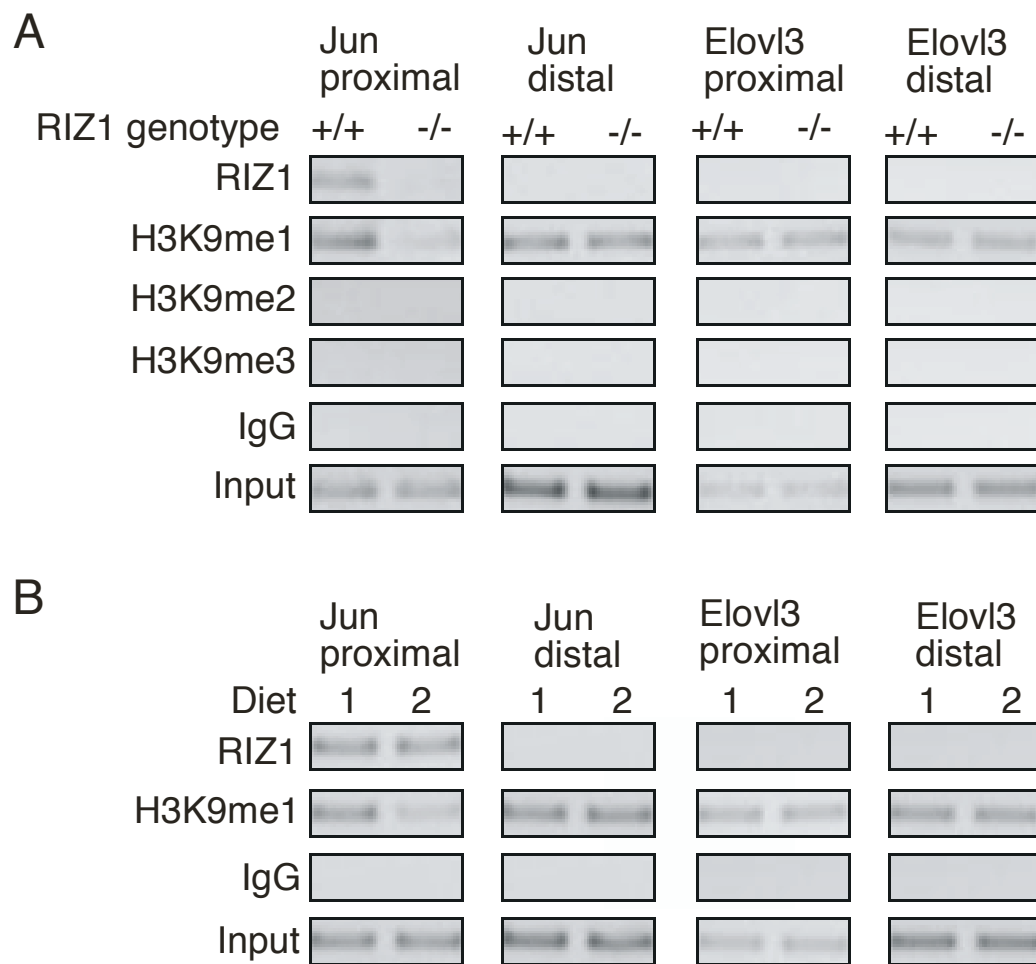 A
Jun proximal
Jun distal
Elovl3 proximal
Elovl3 distal
RIZ1 genotype +/+ -/- +/+ -/- +/+ -/- +/+ -/-
RIZ1
H3K9me1
H3K9me2
H3K9me3
IgG
Input
B
Jun proximal
Jun distal
Elovl3 proximal
Elovl3 distal
Diet 1 2 1 2 1 2 1 2
RIZ1
H3K9me1
IgG
Input